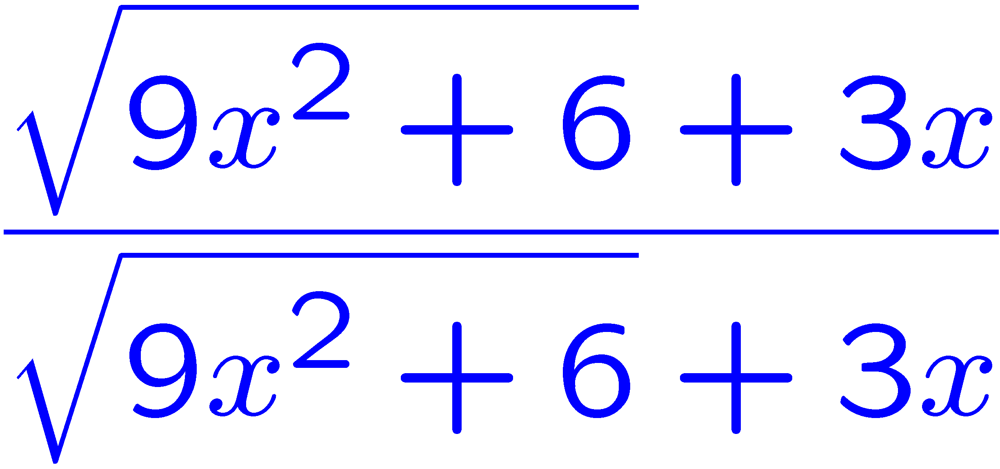 √(9x² + 6) + 3x
√(9x² + 6) + 3x